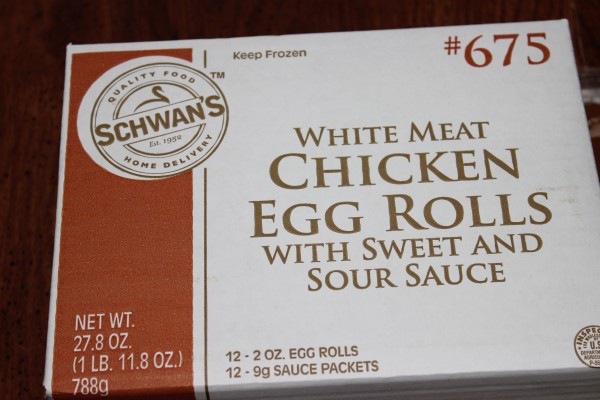 Keep Frozen
#675
QUALITY FOOD
SCHWAN'S
TM
Est. 1952
HOME DELIVERY
WHITE MEAT
CHICKEN
EGG ROLLS
WITH SWEET AND
SOUR SAUCE
NET WT.
27.8 OZ.
(1 LB. 11.8 OZ.)
788g
12 - 2 OZ. EGG ROLLS
12 - 9g SAUCE PACKETS
U.S